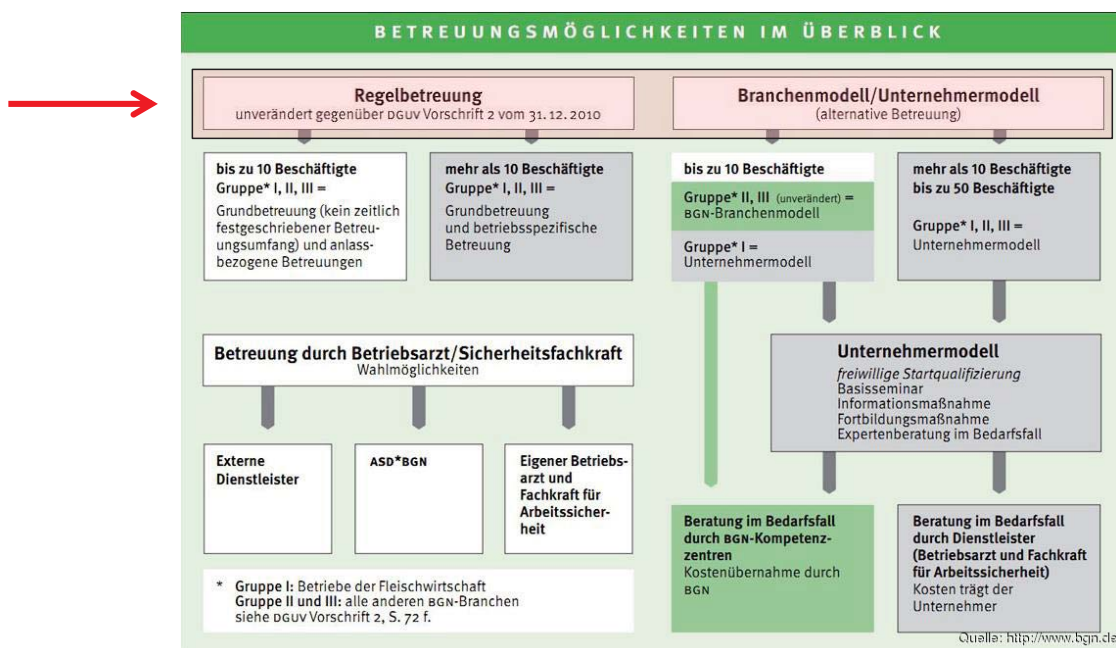 BETREUUNGSMÖGLICHKEITEN IM ÜBERBLICK
Regelbetreuung
unverändert gegenüber DGUV Vorschrift 2 vom 31.12.2010
Branchenmodell/Unternehmermodell
(alternative Betreuung)
bis zu 10 Beschäftigte
Gruppe* I, II, III =
Grundbetreuung (kein zeitlich
festgeschriebener Betreu-
ungsumfang) und anlass-
bezogene Betreuungen
mehr als 10 Beschäftigte
Gruppe* I, II, III =
Grundbetreuung
und betriebsspezifische
Betreuung
bis zu 10 Beschäftigte
Gruppe* II, III (unverändert) =
BGN-Branchenmodell
Gruppe* I =
Unternehmermodell
mehr als 10 Beschäftigte
bis zu 50 Beschäftigte
Gruppe* I, II, III =
Unternehmermodell
Betreuung durch Betriebsarzt/Sicherheitsfachkraft
Wahlmöglichkeiten
Unternehmermodell
freiwillige Startqualifizierung
Basisseminar
Informationsmaßnahme
Fortbildungsmaßnahme
Expertenberatung im Bedarfsfall
Externe
Dienstleister
ASD*BGN
Eigener Betriebs-
arzt und
Fachkraft für
Arbeitssicher-
heit
Beratung im Bedarfsfall
durch BGN-Kompetenz-
zentren
Kostenübernahme durch
BGN
Beratung im Bedarfsfall
durch Dienstleister
(Betriebsarzt und Fachkraft
für Arbeitssicherheit)
Kosten trägt der
Unternehmer
* Gruppe I: Betriebe der Fleischwirtschaft
Gruppe II und III: alle anderen BGN-Branchen
siehe DGUV Vorschrift 2, S. 72 f.
Quelle: http://www.bgn.de